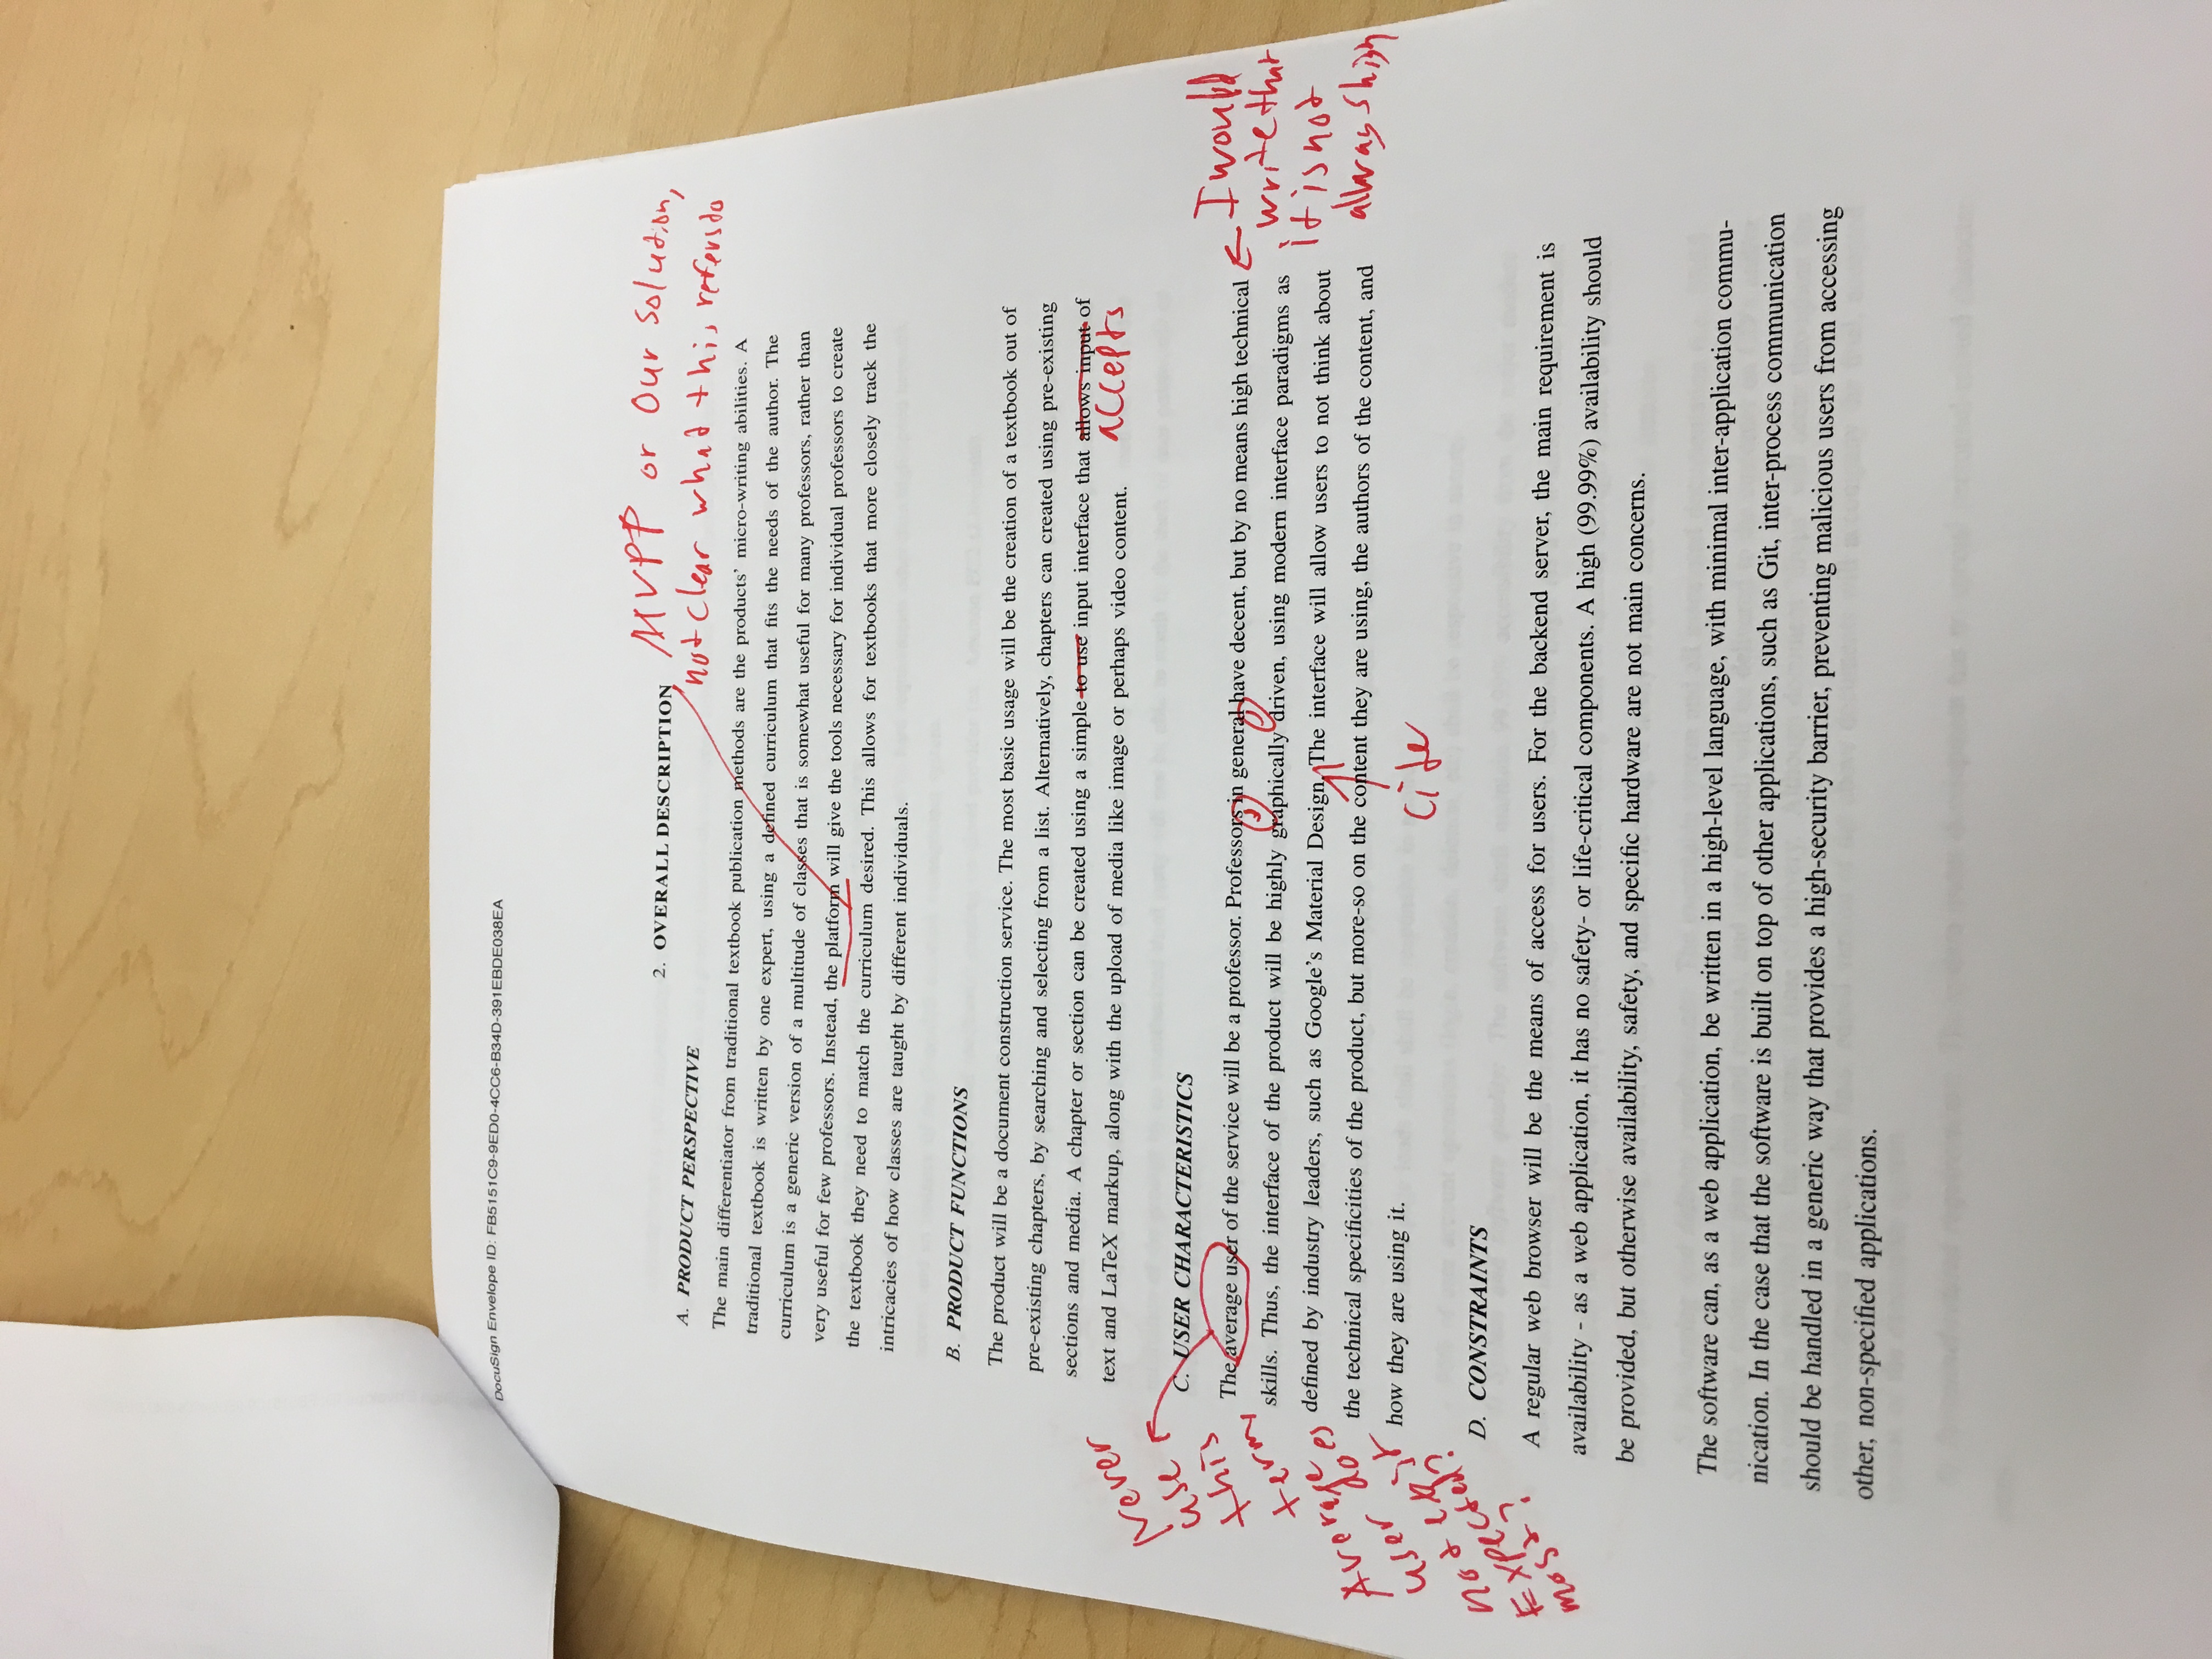 DocuSign Envelope ID: FB5151C9-9ED0-4CC6-B34D-391EBDE038EA
2. OVERALL DESCRIPTION
MVPP or Our Solution,
not clear what this refers to
A. PRODUCT PERSPECTIVE
The main differentiator from traditional textbook publication methods are the products' micro-writing abilities. A
traditional textbook is written by one expert, using a defined curriculum that fits the needs of the author. The
curriculum is a generic version of a multitude of classes that is somewhat useful for many professors, rather than
very useful for few professors. Instead, the platform will give the tools necessary for individual professors to create
the textbook they need to match the curriculum desired. This allows for textbooks that more closely track the
intricacies of how classes are taught by different individuals.
B. PRODUCT FUNCTIONS
The product will be a document construction service. The most basic usage will be the creation of a textbook out of
pre-existing chapters, by searching and selecting from a list. Alternatively, chapters can created using pre-existing
sections and media. A chapter or section can be created using a simple to use input interface that allows input of
accepts
text and LaTeX markup, along with the upload of media like image or perhaps video content.
C. USER CHARACTERISTICS
The average user of the service will be a professor. Professors in general have decent, but by no means high technical
skills. Thus, the interface of the product will be highly graphically driven, using modern interface paradigms as
defined by industry leaders, such as Google's Material Design. The interface will allow users to not think about
the technical specificities of the product, but more-so on the content they are using, the authors of the content, and
how they are using it.
Never
use
this
term,
Average
user does
not exist
Expected?
most?
I would
write that
it is not
always high
cite
D. CONSTRAINTS
A regular web browser will be the means of access for users. For the backend server, the main requirement is
availability - as a web application, it has no safety- or life-critical components. A high (99.99%) availability should
be provided, but otherwise availability, safety, and specific hardware are not main concerns.
The software can, as a web application, be written in a high-level language, with minimal inter-application commu-
nication. In the case that the software is built on top of other applications, such as Git, inter-process communication
should be handled in a generic way that provides a high-security barrier, preventing malicious users from accessing
other, non-specified applications.